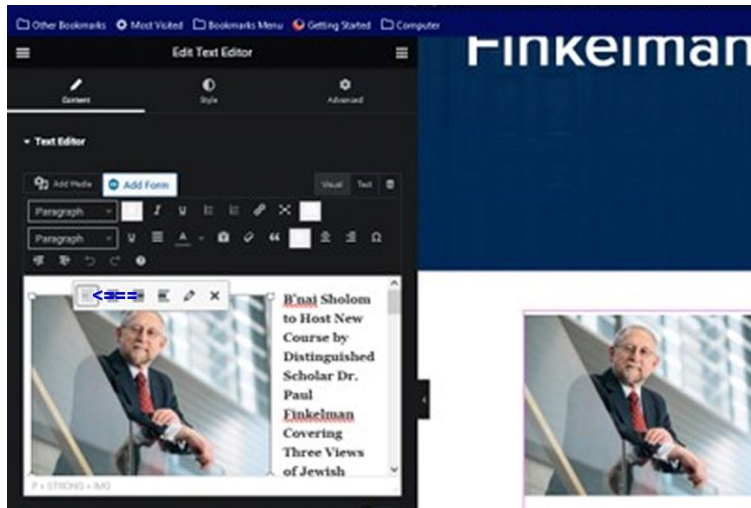 Other Bookmarks Most Visited Bookmarks Menu Getting Started Computer
Edit Text Editor
Content Style Advanced
Text Editor
Add Media Add Form Visual Text
Paragraph
Paragraph
<===
B'nai Sholom
to Host New
Course by
Distinguished
Scholar Dr.
Paul
Finkelman
Covering
Three Views
of Jewish
P » STRONG » IMG
Finkelman